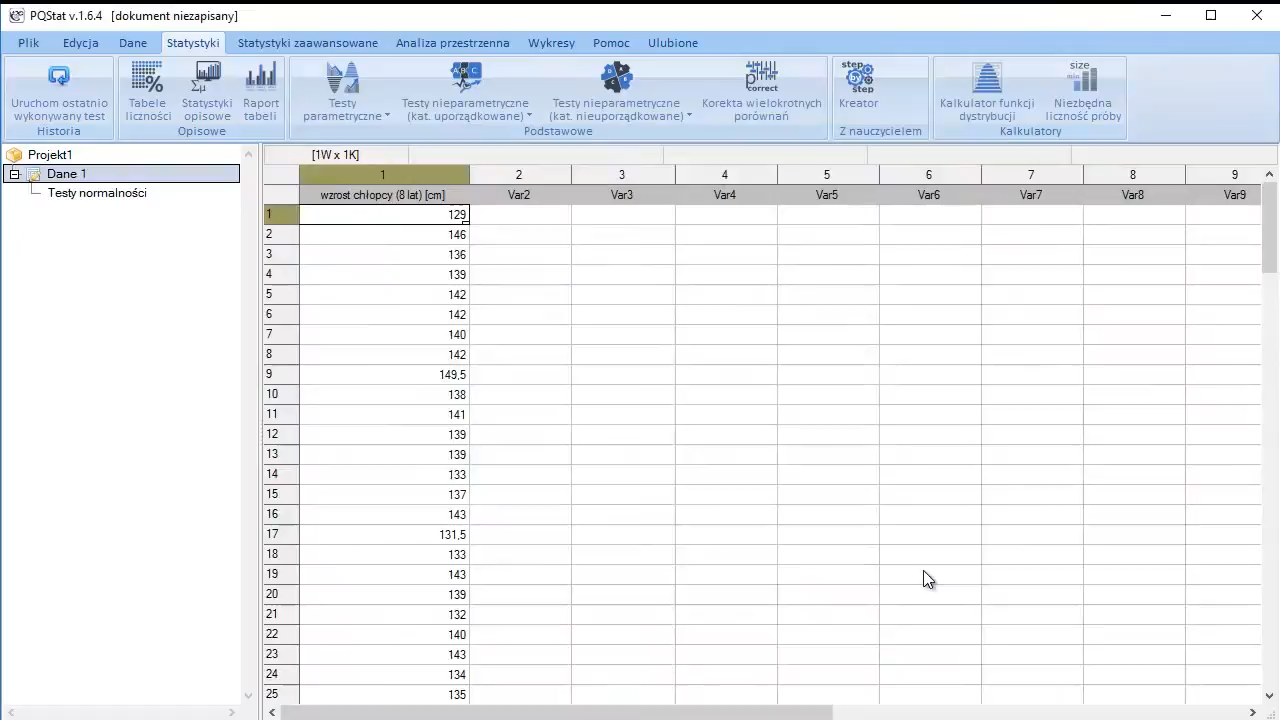 PQStat v.1.6.4 [dokument niezapisany]
Plik Edycja Dane Statystyki Statystyki zaawansowane Analiza przestrzenna Wykresy Pomoc Ulubione
Uruchom ostatnio
wykonywany test
Historia
Tabele
liczności
Statystyki
opisowe
Raport
tabeli
Opisowe
Testy
parametryczne
Testy nieparametryczne
(kat. uporządkowane)
Testy nieparametryczne
(kat. nieuporządkowane)
correct
Korekta wielokrotnych
porównań
Podstawowe
step
by
step
Kreator
Z nauczycielem
Kalkulator funkcji
dystrybucji
size
min
Niezbędna
liczność próby
Kalkulatory
Projekt1
Dane 1
Testy normalności
[1W x 1K]
1 2 3 4 5 6 7 8 9
wzrost chłopcy (8 lat) [cm] Var2 Var3 Var4 Var5 Var6 Var7 Var8 Var9
1 129
2 146
3 136
4 139
5 142
6 142
7 140
8 142
9 149,5
10 138
11 141
12 139
13 139
14 133
15 137
16 143
17 131,5
18 133
19 143
20 139
21 132
22 140
23 143
24 134
25 135